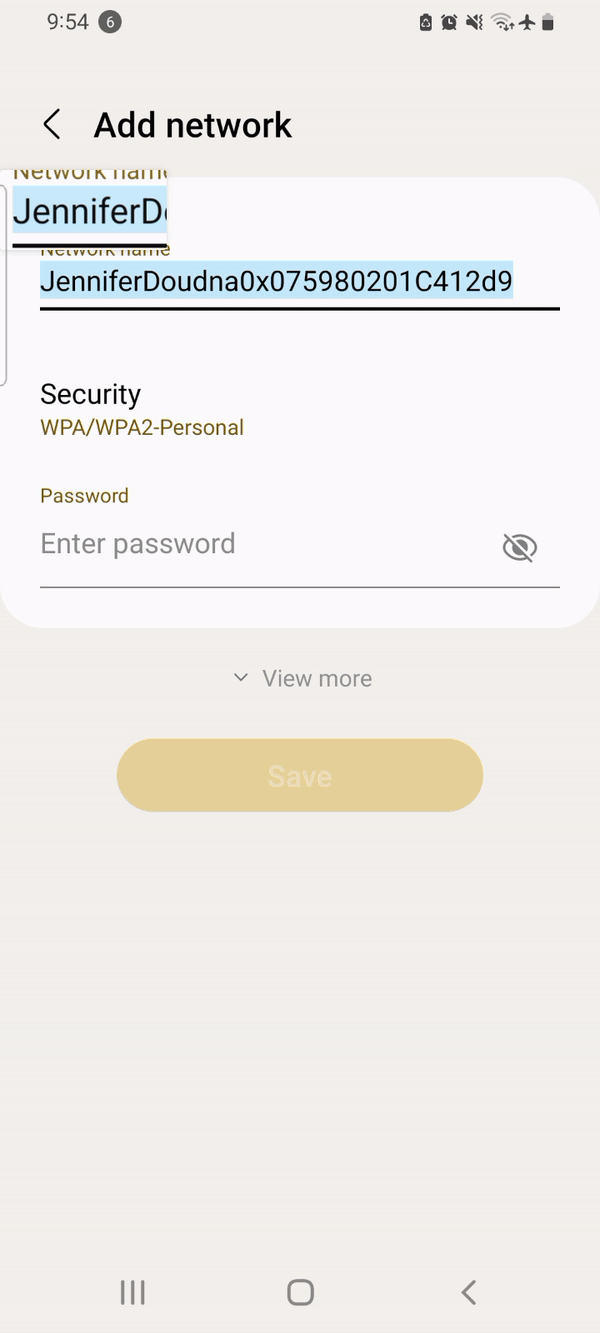 9:54 6
Add network
Network name
JenniferD
Network name
JenniferDoudna0x075980201C412d9
Security
WPA/WPA2-Personal
Password
Enter password
View more
Save